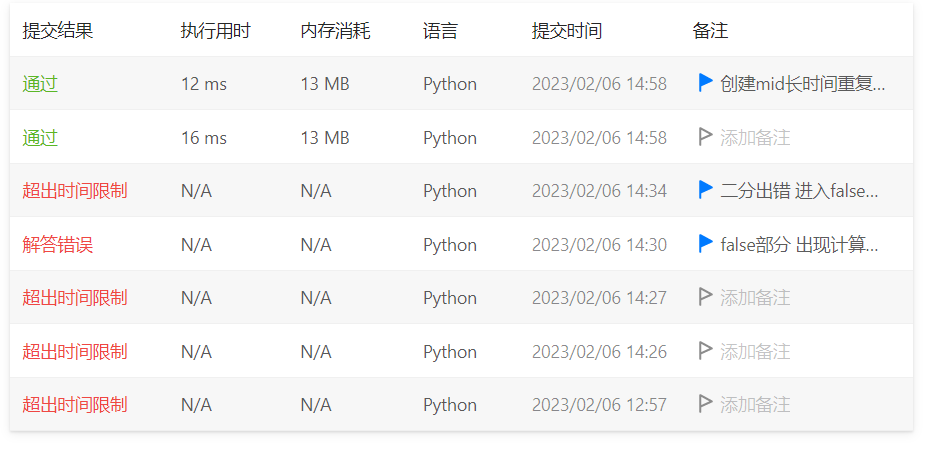 提交结果 执行用时 内存消耗 语言 提交时间 备注
通过 12 ms 13 MB Python 2023/02/06 14:58 创建mid长时间重复...
通过 16 ms 13 MB Python 2023/02/06 14:58 添加备注
超出时间限制 N/A N/A Python 2023/02/06 14:34 二分出错 进入false...
解答错误 N/A N/A Python 2023/02/06 14:30 false部分 出现计算...
超出时间限制 N/A N/A Python 2023/02/06 14:27 添加备注
超出时间限制 N/A N/A Python 2023/02/06 14:26 添加备注
超出时间限制 N/A N/A Python 2023/02/06 12:57 添加备注